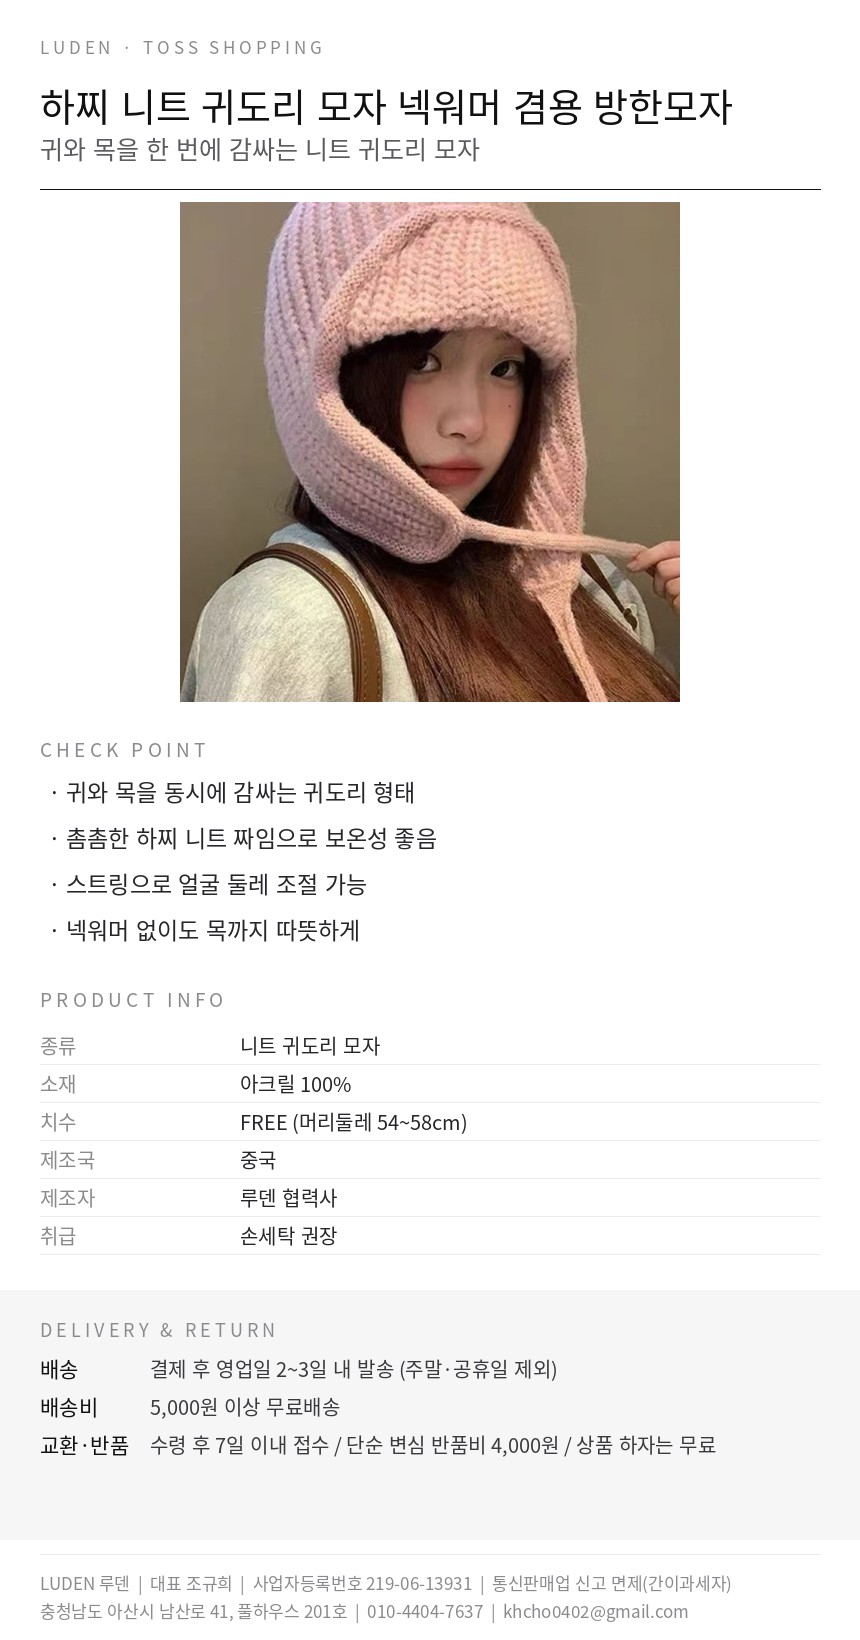 LUDEN · TOSS SHOPPING
하찌 니트 귀도리 모자 넥워머 겸용 방한모자
귀와 목을 한 번에 감싸는 니트 귀도리 모자
CHECK POINT
· 귀와 목을 동시에 감싸는 귀도리 형태
· 촘촘한 하찌 니트 짜임으로 보온성 좋음
· 스트링으로 얼굴 둘레 조절 가능
· 넥워머 없이도 목까지 따뜻하게
PRODUCT INFO
종류 니트 귀도리 모자
소재 아크릴 100%
치수 FREE (머리둘레 54~58cm)
제조국 중국
제조자 루덴 협력사
취급 손세탁 권장
DELIVERY & RETURN
배송 결제 후 영업일 2~3일 내 발송 (주말·공휴일 제외)
배송비 5,000원 이상 무료배송
교환·반품 수령 후 7일 이내 접수 / 단순 변심 반품비 4,000원 / 상품 하자는 무료
LUDEN 루덴 | 대표 조규희 | 사업자등록번호 219-06-13931 | 통신판매업 신고 면제(간이과세자)
충청남도 아산시 남산로 41, 풀하우스 201호 | 010-4404-7637 | khcho0402@gmail.com